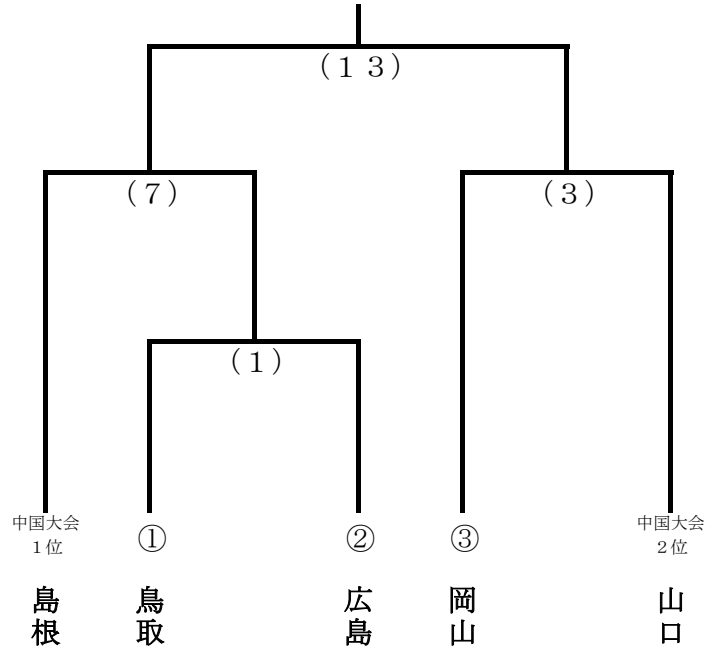 （１３）
（７）
（３）
（１）
中国大会
１位
①
②
③
中国大会
２位
島根
鳥取
広島
岡山
山口